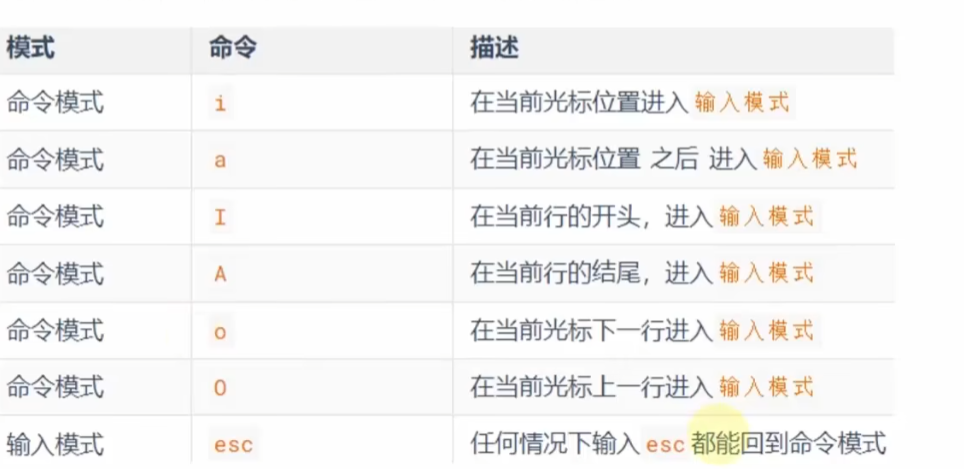 模式 命令 描述
命令模式 i 在当前光标位置进入 输入模式
命令模式 a 在当前光标位置 之后 进入 输入模式
命令模式 I 在当前行的开头，进入 输入模式
命令模式 A 在当前行的结尾，进入 输入模式
命令模式 o 在当前光标下一行进入 输入模式
命令模式 O 在当前光标上一行进入 输入模式
输入模式 esc 任何情况下输入 esc 都能回到命令模式